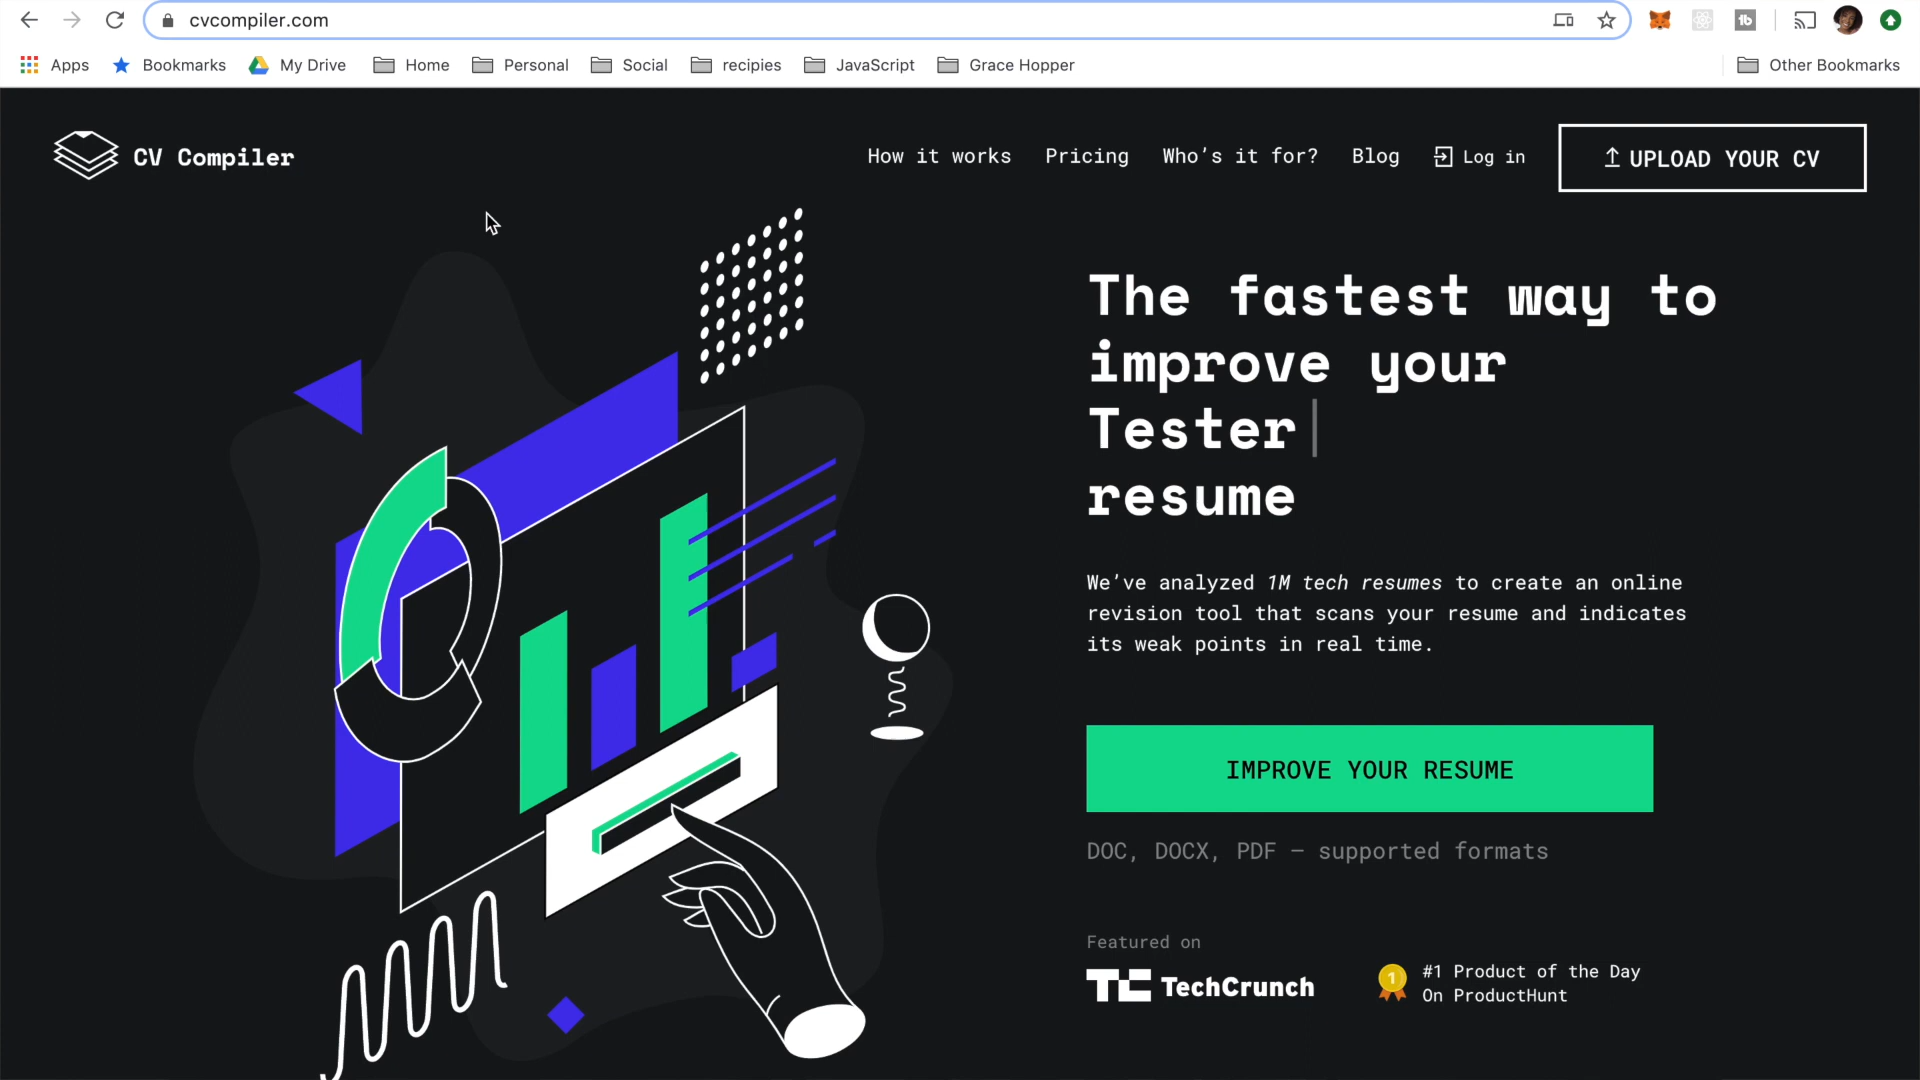 cvcompiler.com
Apps Bookmarks My Drive Home Personal Social recipies JavaScript Grace Hopper Other Bookmarks
CV Compiler
How it works Pricing Who's it for? Blog Log in UPLOAD YOUR CV
The fastest way to
improve your
Tester
resume
We've analyzed 1M tech resumes to create an online
revision tool that scans your resume and indicates
its weak points in real time.
IMPROVE YOUR RESUME
DOC, DOCX, PDF – supported formats
Featured on
TC TechCrunch
1 #1 Product of the Day
On ProductHunt